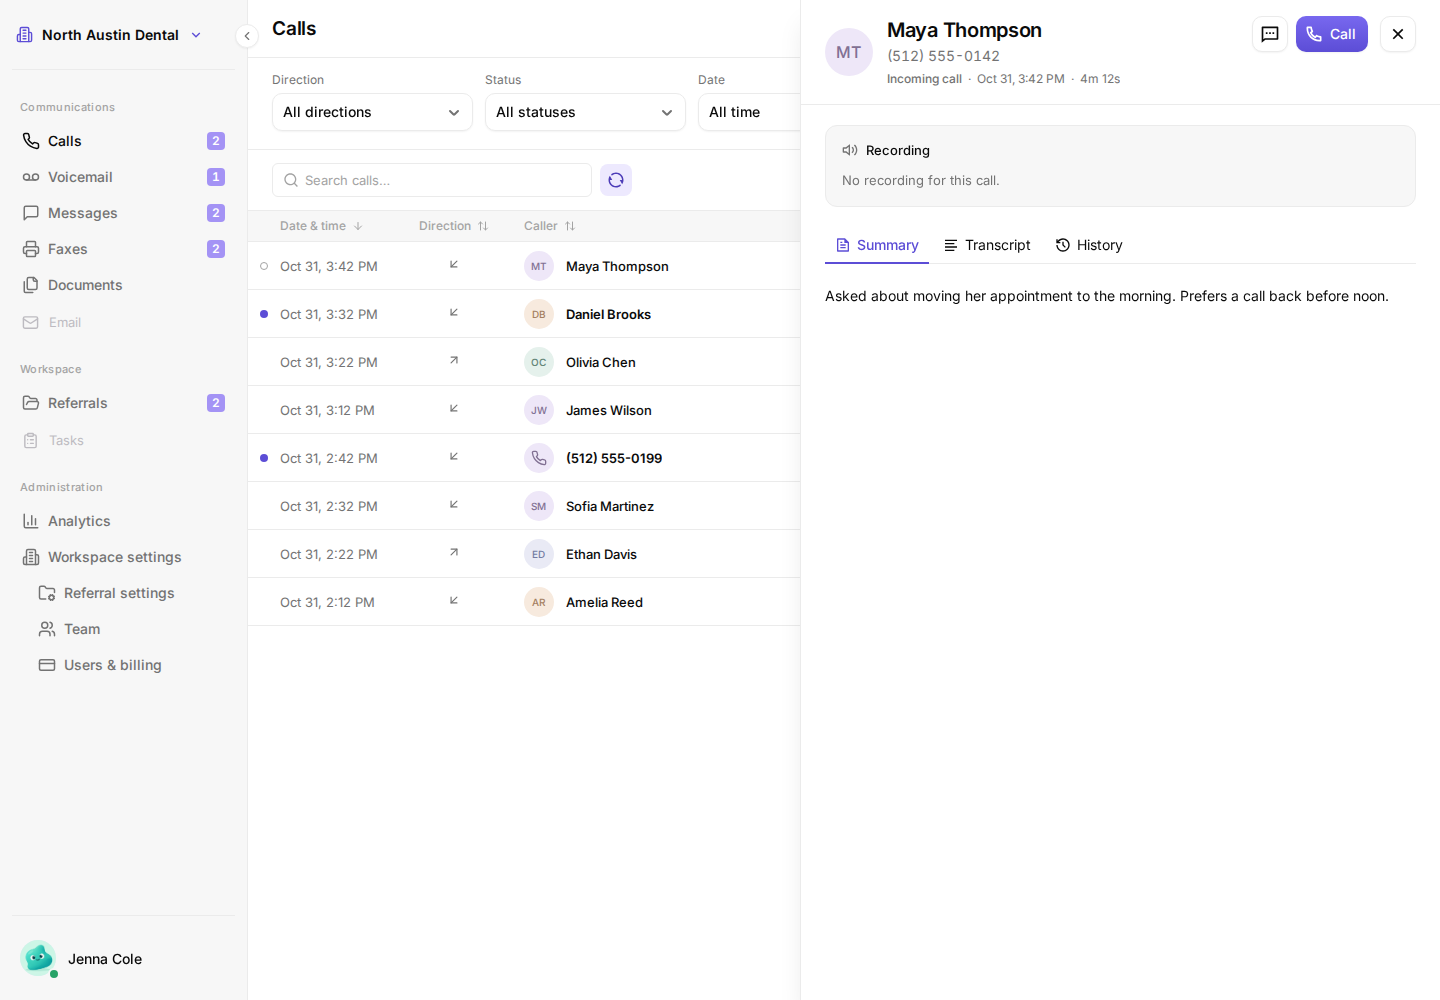 North Austin Dental
Communications
Calls 2
Voicemail 1
Messages 2
Faxes 2
Documents
Email
Workspace
Referrals 2
Tasks
Administration
Analytics
Workspace settings
Referral settings
Team
Users & billing
Jenna Cole
Calls
Direction Status Date
All directions All statuses All time
Search calls...
Date & time Direction Caller
Oct 31, 3:42 PM MT Maya Thompson
Oct 31, 3:32 PM DB Daniel Brooks
Oct 31, 3:22 PM OC Olivia Chen
Oct 31, 3:12 PM JW James Wilson
Oct 31, 2:42 PM (512) 555-0199
Oct 31, 2:32 PM SM Sofia Martinez
Oct 31, 2:22 PM ED Ethan Davis
Oct 31, 2:12 PM AR Amelia Reed
MT
Maya Thompson
(512) 555-0142
Incoming call · Oct 31, 3:42 PM · 4m 12s
Call
Recording
No recording for this call.
Summary Transcript History
Asked about moving her appointment to the morning. Prefers a call back before noon.